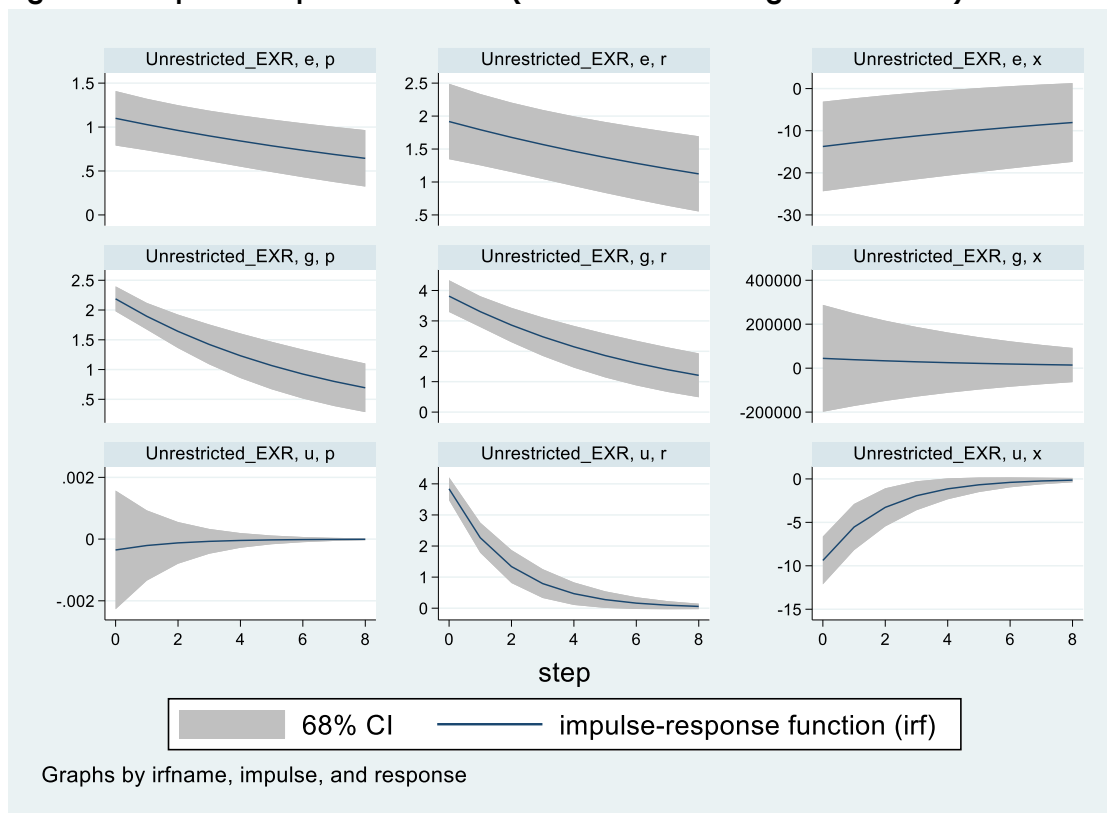 Unrestricted_EXR, e, p Unrestricted_EXR, e, r Unrestricted_EXR, e, x
1.5 2.5 0
1 2 -10
1.5
.5 1 -20
0 .5 -30
Unrestricted_EXR, g, p Unrestricted_EXR, g, r Unrestricted_EXR, g, x
2.5 4 400000
2 3 200000
1.5 2
1 1 0
.5 0 -200000
Unrestricted_EXR, u, p Unrestricted_EXR, u, r Unrestricted_EXR, u, x
.002 4 0
3 -5
0 2
1 -10
-.002 0 -15
0 2 4 6 8 0 2 4 6 8 0 2 4 6 8
step
68% CI impulse-response function (irf)
Graphs by irfname, impulse, and response